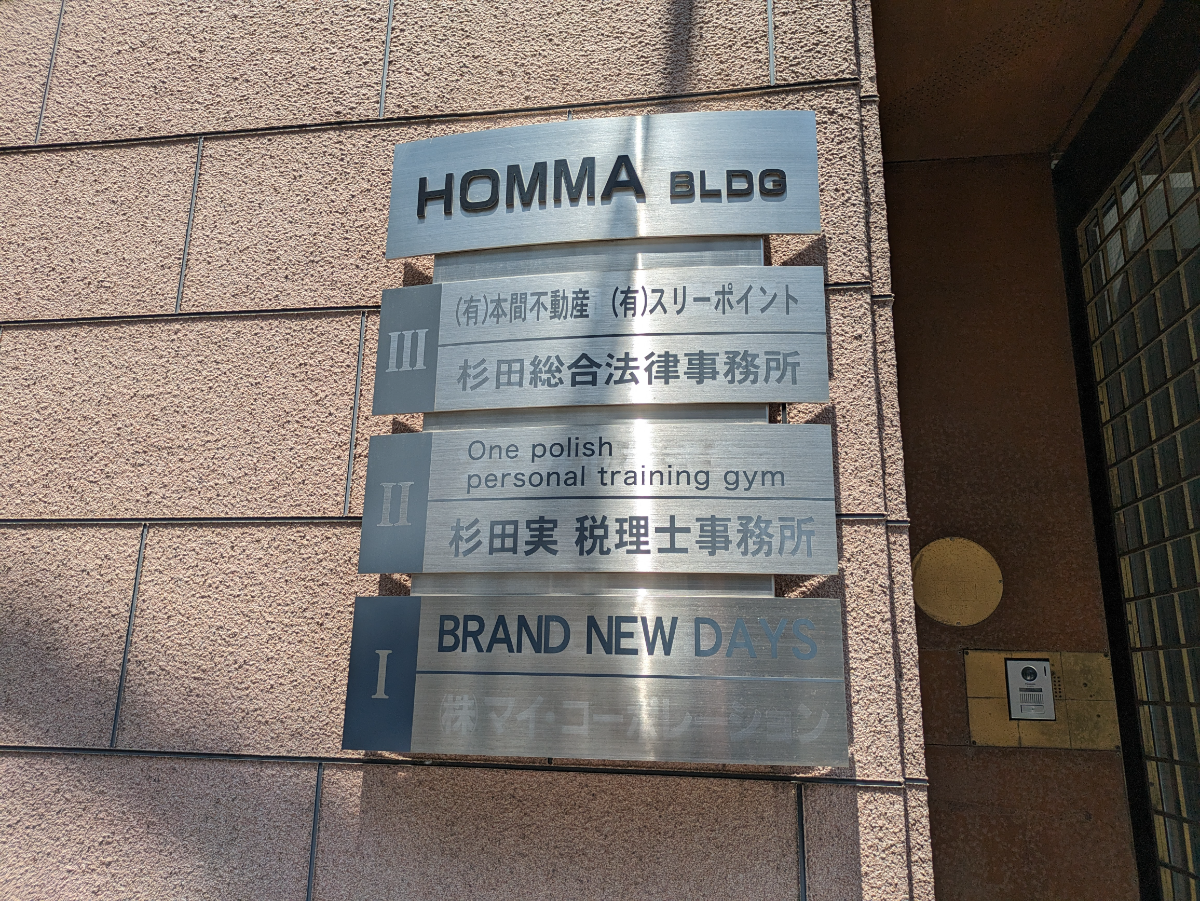 HOMMA BLDG
III
(有)本間不動産 (有)スリーポイント
杉田総合法律事務所
II
One polish
personal training gym
杉田実 税理士事務所
I
BRAND NEW DAYS
㈱マイ・コーポレーション